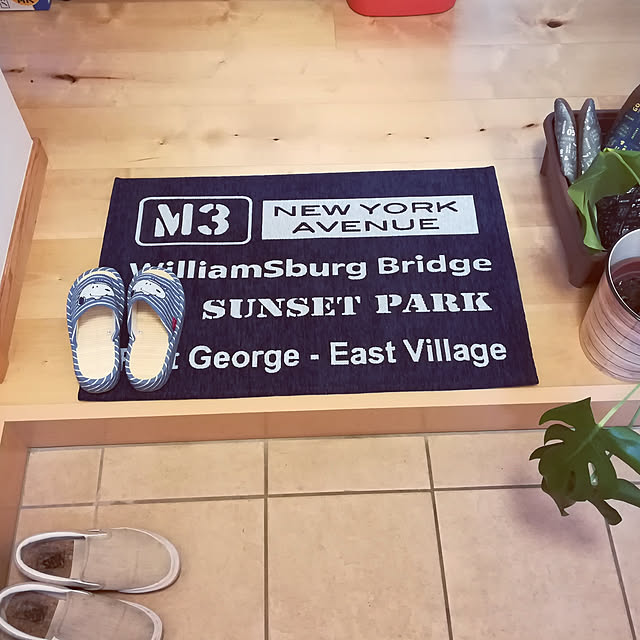 M3
NEW YORK
AVENUE
WilliamSburg Bridge
SUNSET PARK
George - East Village